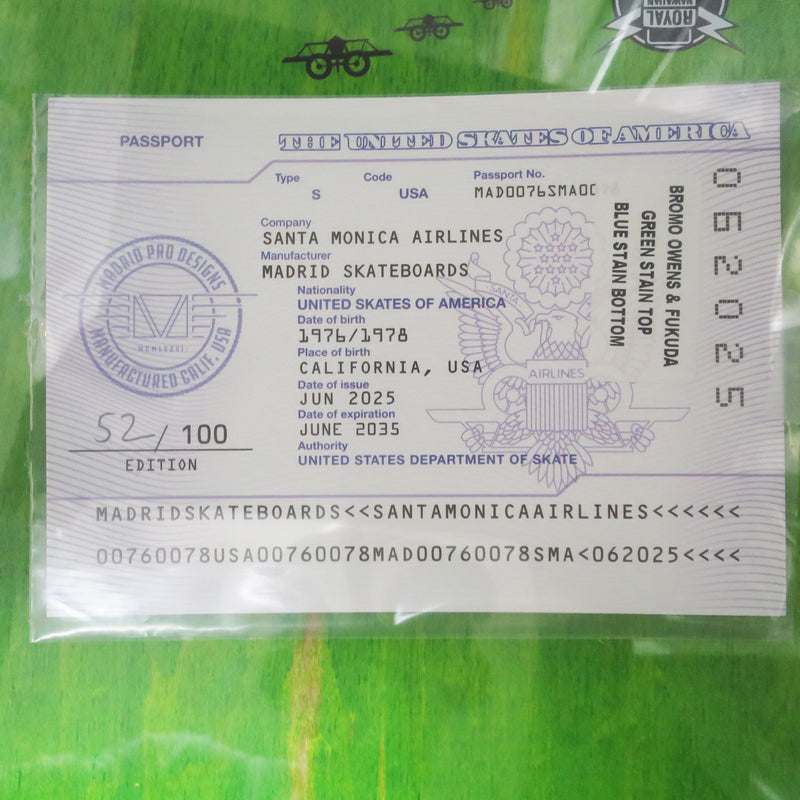 ROYAL
HAWAIIAN
PASSPORT
THE UNITED SKATES OF AMERICA
Type
Code
Passport No.
S
USA
MAD0076SMA00
Company
SANTA MONICA AIRLINES
Manufacturer
MADRID SKATEBOARDS
Nationality
UNITED SKATES OF AMERICA
Date of birth
1976/1978
Place of birth
CALIFORNIA, USA
Date of issue
JUN 2025
Date of expiration
JUNE 2035
Authority
UNITED STATES DEPARTMENT OF SKATE
MADRID PRO DESIGNS
MCMLXXVI
MANUFACTURED CALIF. USA
52/100
EDITION
SANTA
AIRLINES
BROMO OWENS & FUKUDA
GREEN STAIN TOP
BLUE STAIN BOTTOM
062025
MADRIDSKATEBOARDS<<SANTAMONICAAIRLINES<<<<<<
00760078USA00760078MAD00760078SMA<062025<<<<